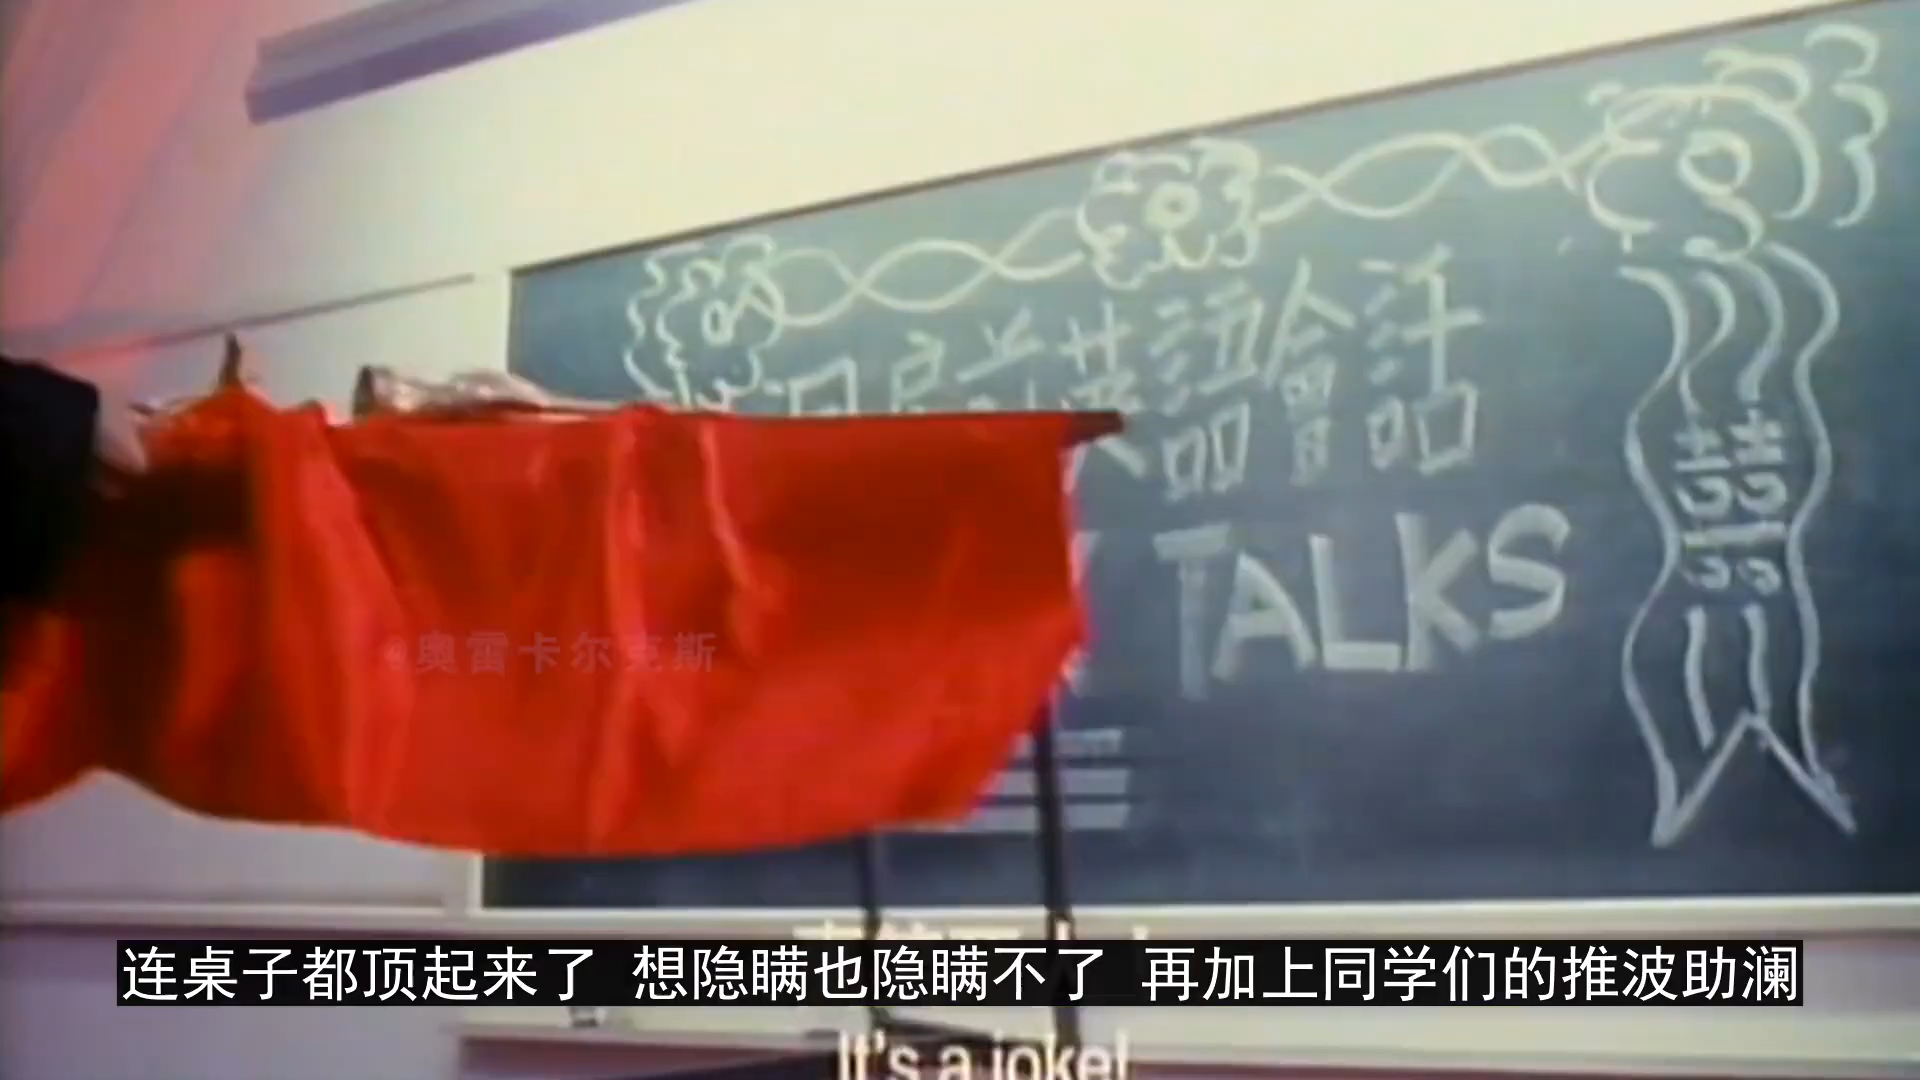 英語會話
TALKS
囍
@奥雷卡尔克斯
连桌子都顶起来了 想隐瞒也隐瞒不了 再加上同学们的推波助澜
It's a joke!